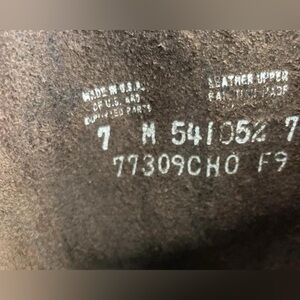 MADE IN U.S.A.
OF U.S. AND
IMPORTED PARTS
LEATHER UPPER
7 M 541052 7
77309CHO F9